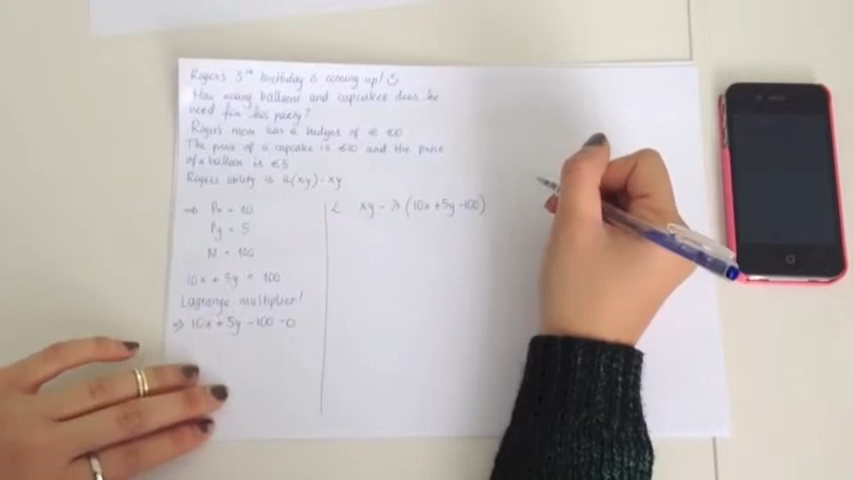 Roger's 5th birthday is coming up! ☺
How many balloons and cupcakes does he
need for his party?
Roger's mom has a budget of € 100
The price of a cupcake is €10 and the price
of a balloon is €5
Rogers utility is U(xy) = xy
⇒ Px = 10
Py = 5
M = 100
10x + 5y = 100
Lagrange multiplier!
⇒ 10x + 5y - 100 = 0
L xy - λ (10x + 5y - 100)